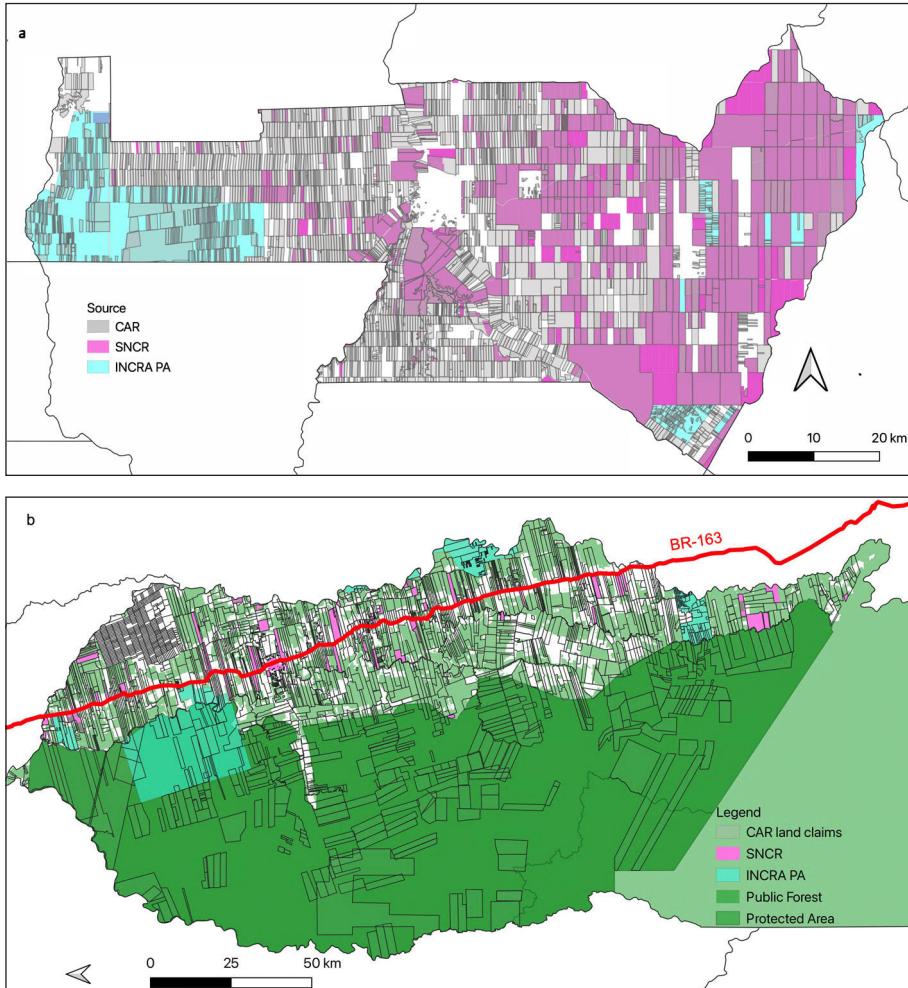 a
Source
CAR
SNCR
INCRA PA
0 10 20 km
b
BR-163
Legend
CAR land claims
SNCR
INCRA PA
Public Forest
Protected Area
0 25 50 km